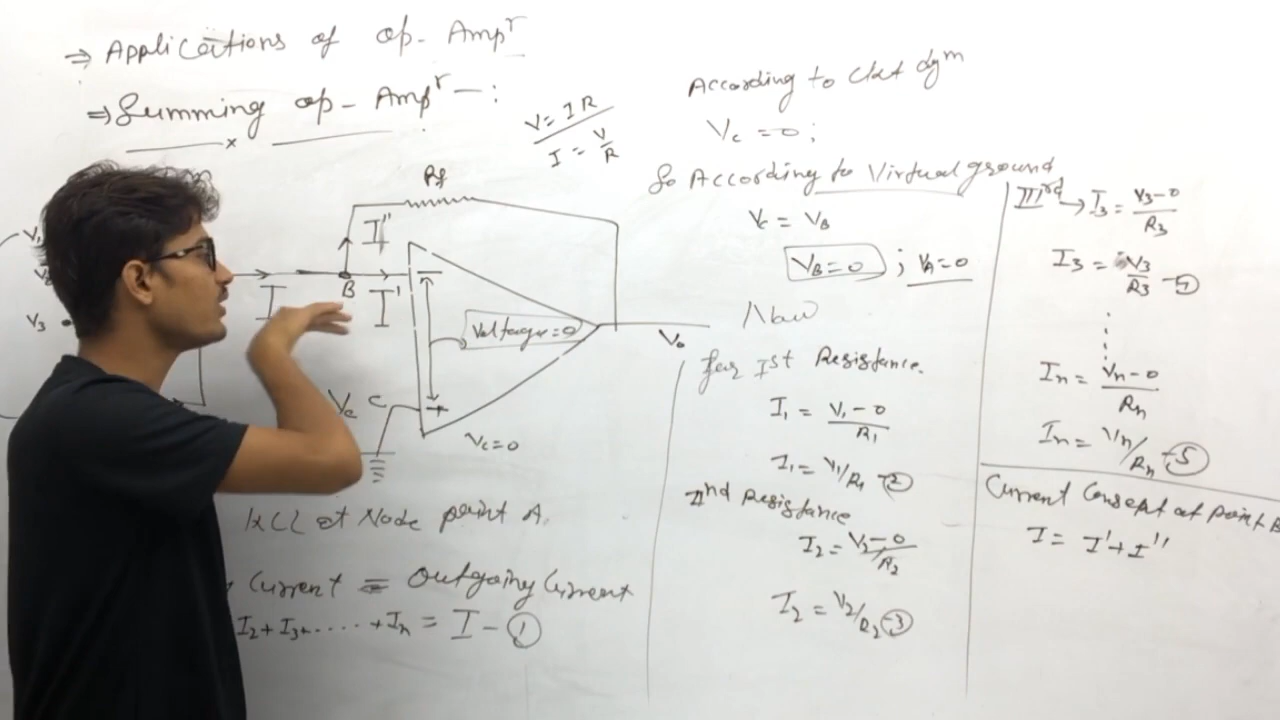 ⇒ Applications of op-Ampʳ
⇒ Summing op-Ampʳ —:
V = IR
I = V/R
Rf
I''
V₁
V₃
I
B
I'
−
Voltage = 0
V₀
Vc C
+
Vc = 0
KCL at Node point A.
Current = Outgoing Current
I₂ + I₃ + ..... + Iₙ = I — ①
According to Ckt dgᵐ
Vc = 0 ;
So According to Virtual ground
Vc = VB
VB = 0 ; VA = 0
Now
for Ist Resistance.
I₁ = V₁ − 0 / R₁
I₁ = V₁/R₁ — ②
IInd Resistance
I₂ = V₂ − 0 / R₂
I₂ = V₂/R₂ — ③
IIIrd → I₃ = V₃ − 0 / R₃
I₃ = V₃/R₃ — ④
Iₙ = Vₙ − 0 / Rₙ
Iₙ = Vₙ/Rₙ — ⑤
Current Consept at point B
I = I' + I''